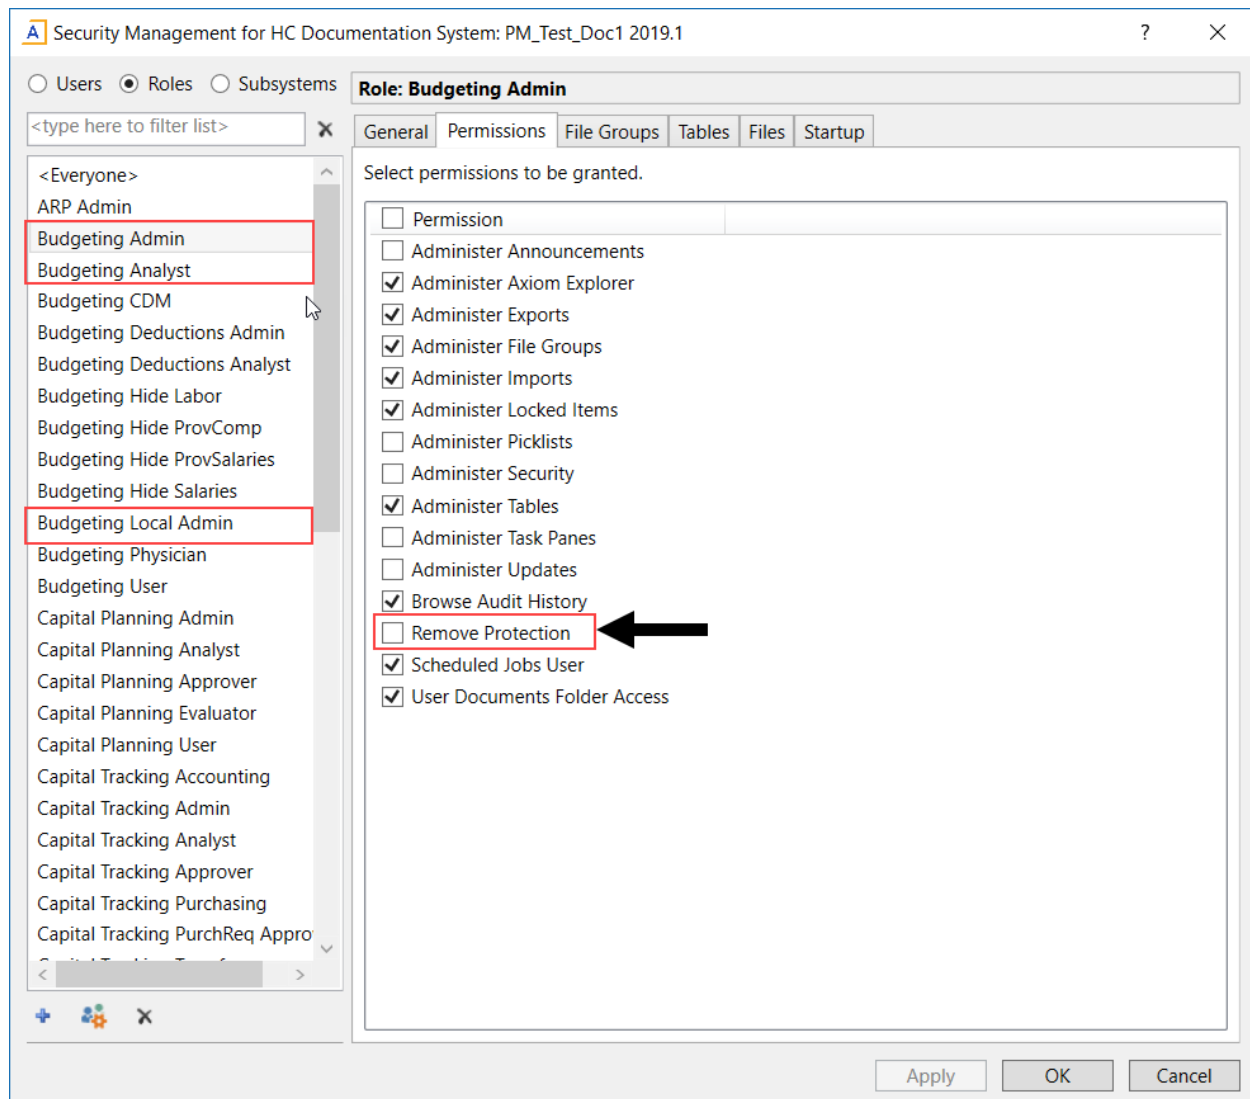 A Security Management for HC Documentation System: PM_Test_Doc1 2019.1 ?
Users Roles Subsystems
<type here to filter list>
<Everyone>
ARP Admin
Budgeting Admin
Budgeting Analyst
Budgeting CDM
Budgeting Deductions Admin
Budgeting Deductions Analyst
Budgeting Hide Labor
Budgeting Hide ProvComp
Budgeting Hide ProvSalaries
Budgeting Hide Salaries
Budgeting Local Admin
Budgeting Physician
Budgeting User
Capital Planning Admin
Capital Planning Analyst
Capital Planning Approver
Capital Planning Evaluator
Capital Planning User
Capital Tracking Accounting
Capital Tracking Admin
Capital Tracking Analyst
Capital Tracking Approver
Capital Tracking Purchasing
Capital Tracking PurchReq Appro
Role: Budgeting Admin
General Permissions File Groups Tables Files Startup
Select permissions to be granted.
Permission
Administer Announcements
Administer Axiom Explorer
Administer Exports
Administer File Groups
Administer Imports
Administer Locked Items
Administer Picklists
Administer Security
Administer Tables
Administer Task Panes
Administer Updates
Browse Audit History
Remove Protection
Scheduled Jobs User
User Documents Folder Access
Apply OK Cancel